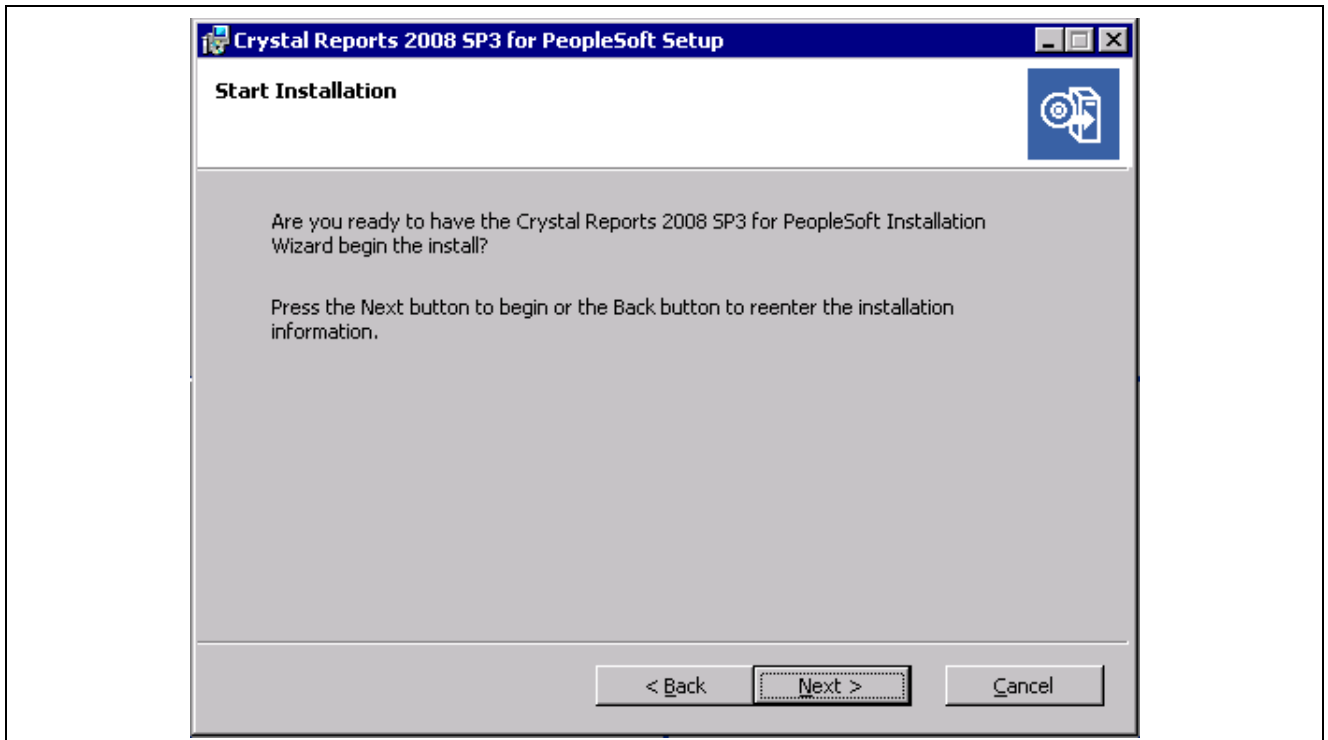 Crystal Reports 2008 SP3 for PeopleSoft Setup
Start Installation
Are you ready to have the Crystal Reports 2008 SP3 for PeopleSoft Installation
Wizard begin the install?
Press the Next button to begin or the Back button to reenter the installation
information.
< Back Next > Cancel